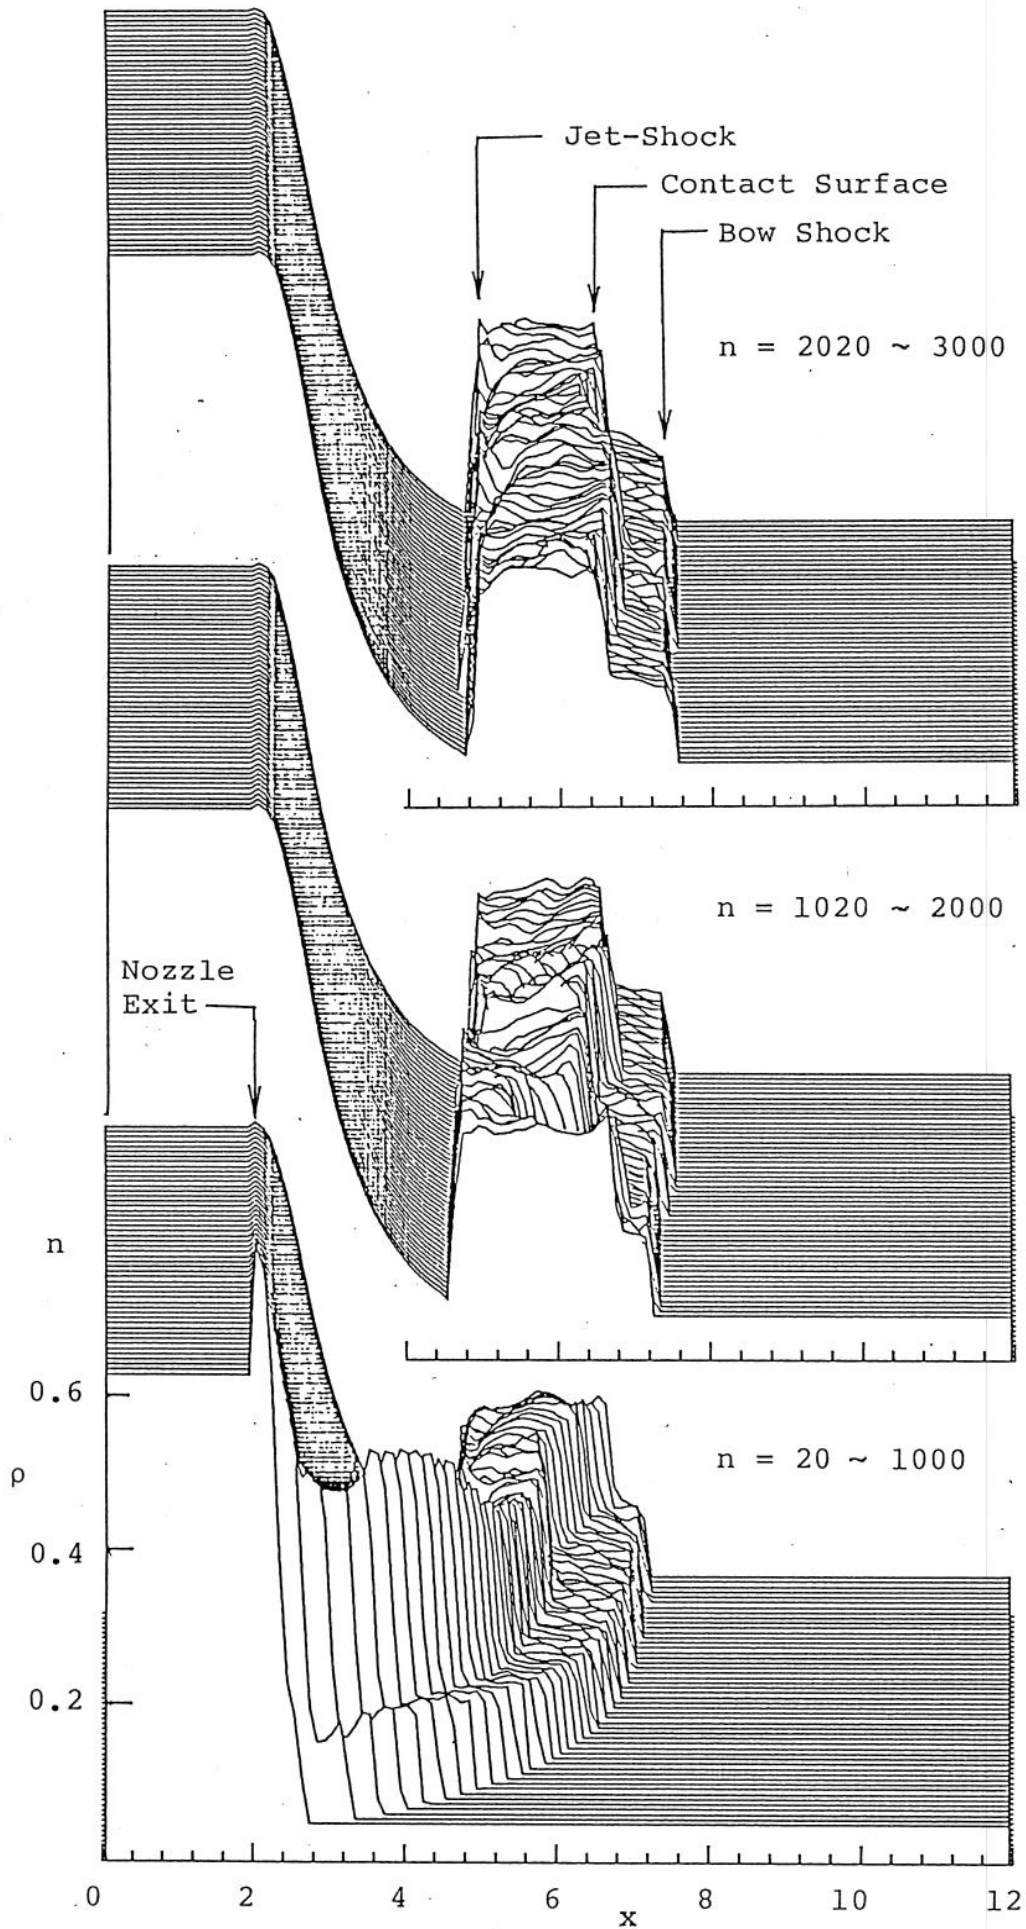 Jet-Shock
Contact Surface
Bow Shock
n = 2020 ~ 3000
n = 1020 ~ 2000
Nozzle
Exit
n
0.6
n = 20 ~ 1000
ρ
0.4
0.2
0 2 4 6 8 10 12
x